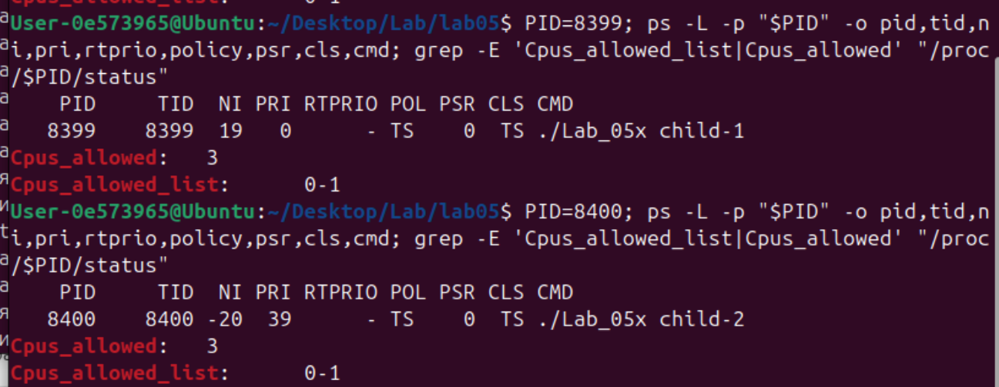 Cpus_allowed_list:	0-1
User-0e573965@Ubuntu:~/Desktop/Lab/lab05$ PID=8399; ps -L -p "$PID" -o pid,tid,n
i,pri,rtprio,policy,psr,cls,cmd; grep -E 'Cpus_allowed_list|Cpus_allowed' "/proc
/$PID/status"
    PID     TID  NI PRI RTPRIO POL PSR CLS CMD
   8399    8399  19   0      - TS    0  TS ./Lab_05x child-1
Cpus_allowed:	3
Cpus_allowed_list:	0-1
User-0e573965@Ubuntu:~/Desktop/Lab/lab05$ PID=8400; ps -L -p "$PID" -o pid,tid,n
i,pri,rtprio,policy,psr,cls,cmd; grep -E 'Cpus_allowed_list|Cpus_allowed' "/proc
/$PID/status"
    PID     TID  NI PRI RTPRIO POL PSR CLS CMD
   8400    8400 -20  39      - TS    0  TS ./Lab_05x child-2
Cpus_allowed:	3
Cpus_allowed_list:	0-1